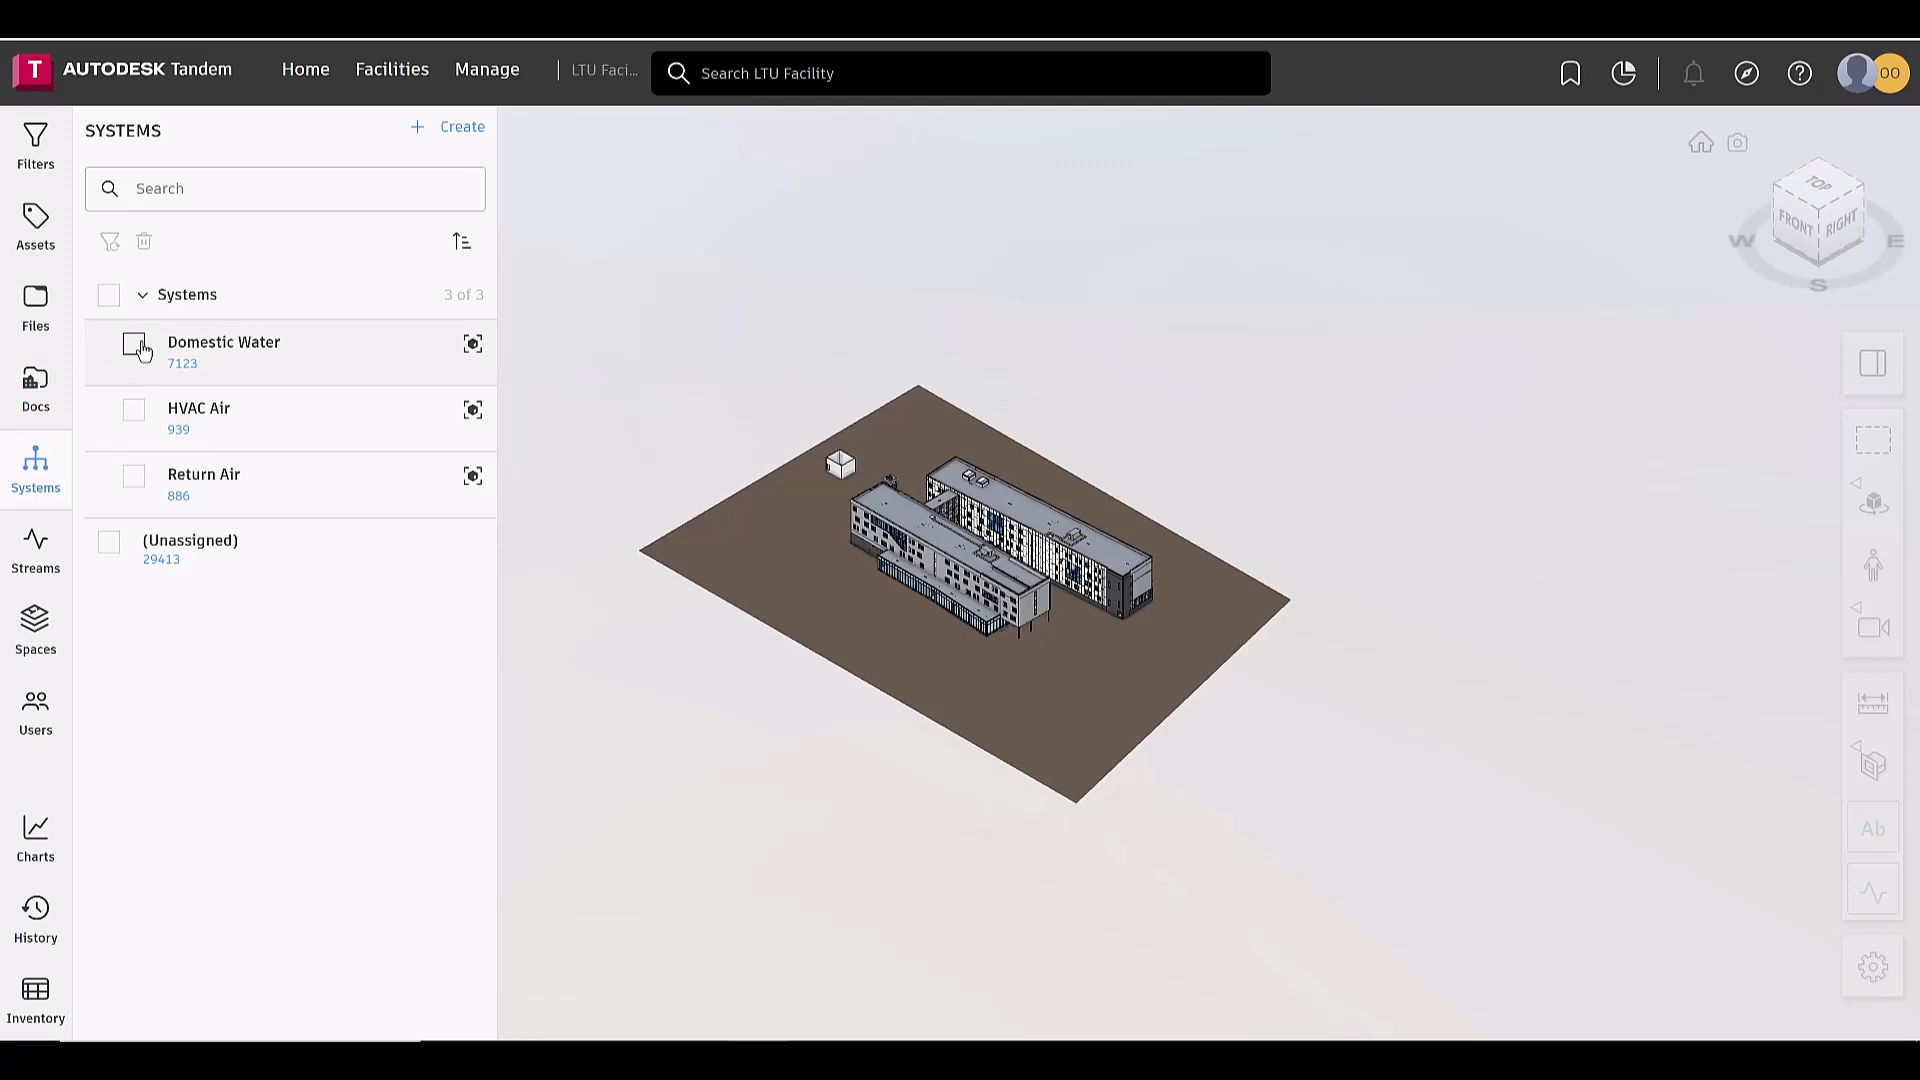 T AUTODESK Tandem Home Facilities Manage LTU Faci... Search LTU Facility OO
Filters
Assets
Files
Docs
Systems
Streams
Spaces
Users
Charts
History
Inventory
SYSTEMS + Create
Search
Systems 3 of 3
Domestic Water
7123
HVAC Air
939
Return Air
886
(Unassigned)
29413
TOP
FRONT RIGHT
W E
S
Ab